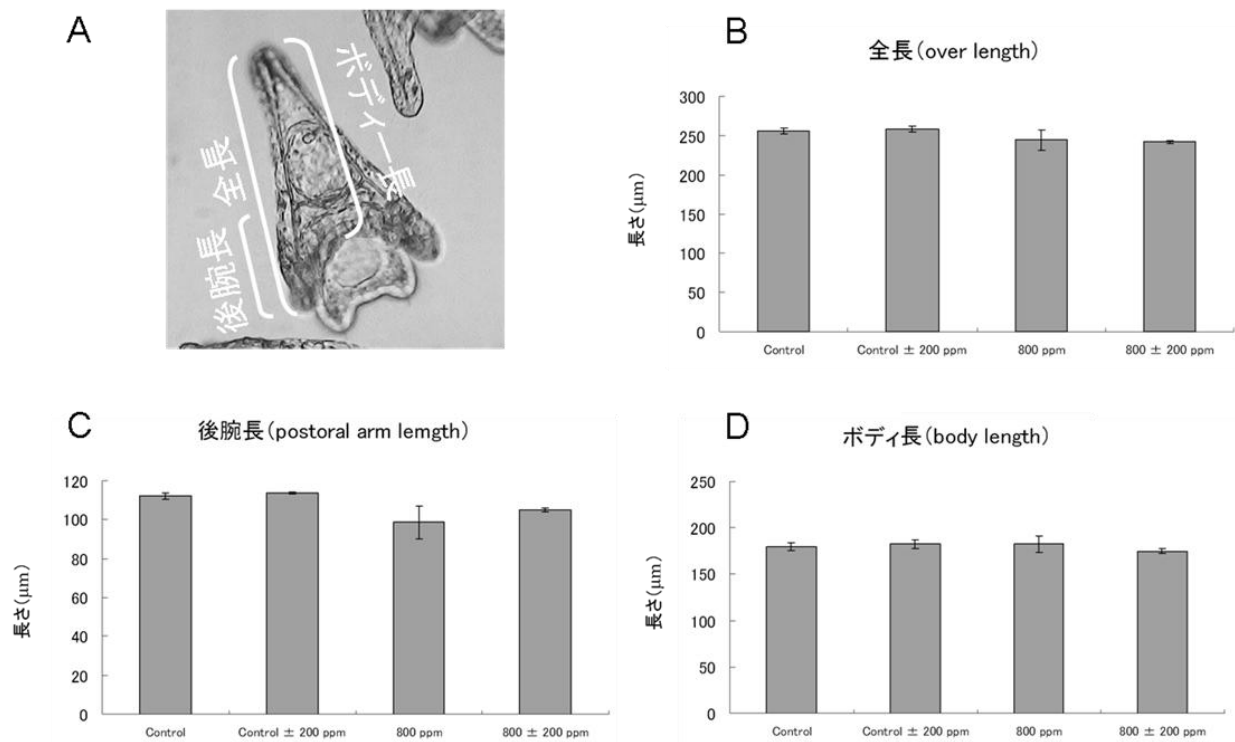 A
ボディー長
全長
後腕長
B
全長(over length)
長さ(μm)
300
250
200
150
100
50
0
Control
Control ± 200 ppm
800 ppm
800 ± 200 ppm
C
後腕長(postoral arm lemgth)
長さ(μm)
120
100
80
60
40
20
0
Control
Control ± 200 ppm
800 ppm
800 ± 200 ppm
D
ボディ長(body length)
長さ(μm)
250
200
150
100
50
0
Control
Control ± 200 ppm
800 ppm
800 ± 200 ppm